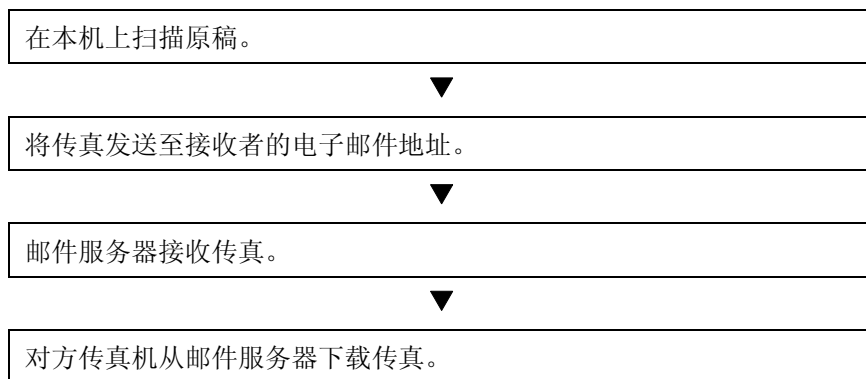 在本机上扫描原稿。
将传真发送至接收者的电子邮件地址。
邮件服务器接收传真。
对方传真机从邮件服务器下载传真。